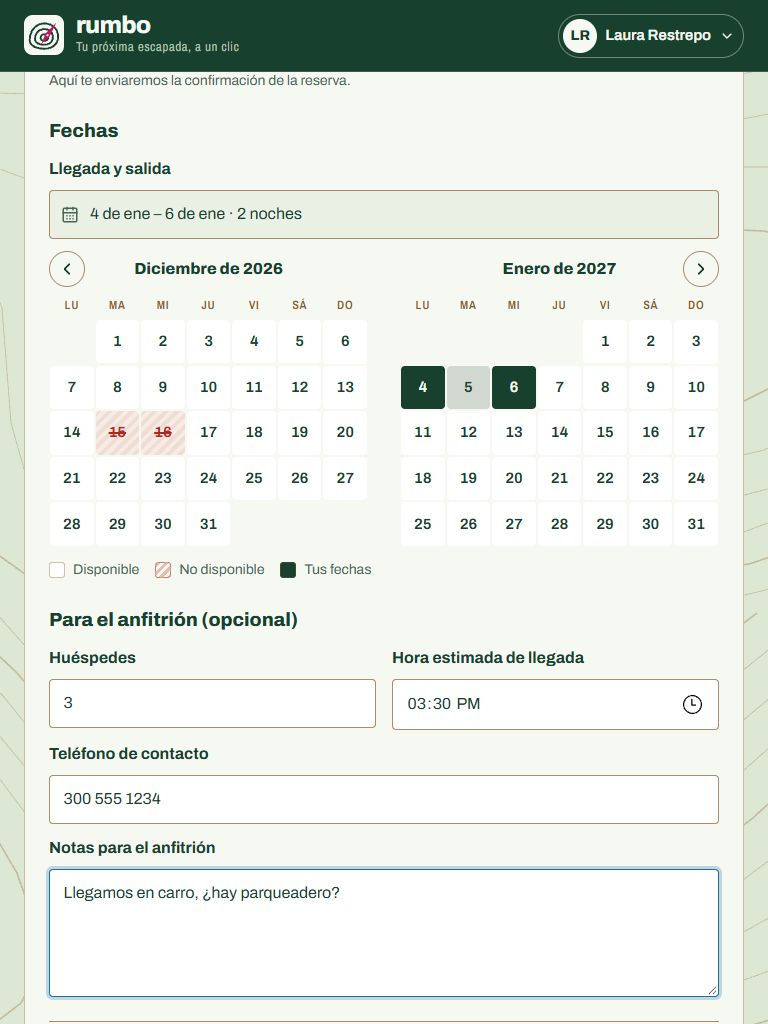 rumbo
Tu próxima escapada, a un clic
LR Laura Restrepo
Aquí te enviaremos la confirmación de la reserva.
Fechas
Llegada y salida
4 de ene – 6 de ene · 2 noches
Diciembre de 2026
LU MA MI JU VI SÁ DO
1 2 3 4 5 6
7 8 9 10 11 12 13
14 15 16 17 18 19 20
21 22 23 24 25 26 27
28 29 30 31
Enero de 2027
LU MA MI JU VI SÁ DO
1 2 3
4 5 6 7 8 9 10
11 12 13 14 15 16 17
18 19 20 21 22 23 24
25 26 27 28 29 30 31
Disponible No disponible Tus fechas
Para el anfitrión (opcional)
Huéspedes
3
Hora estimada de llegada
03:30 PM
Teléfono de contacto
300 555 1234
Notas para el anfitrión
Llegamos en carro, ¿hay parqueadero?